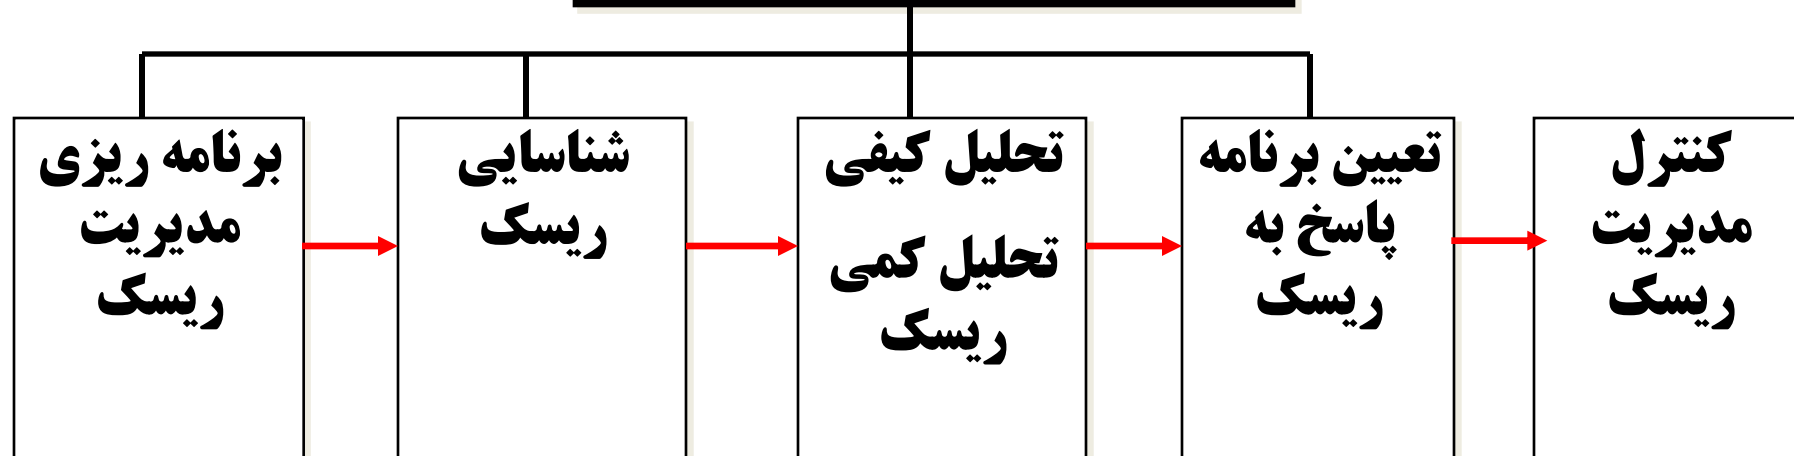 برنامه ریزی
مدیریت
ریسک
شناسایی
ریسک
تحلیل کیفی
تحلیل کمی
ریسک
تعیین برنامه
پاسخ به
ریسک
کنترل
مدیریت
ریسک